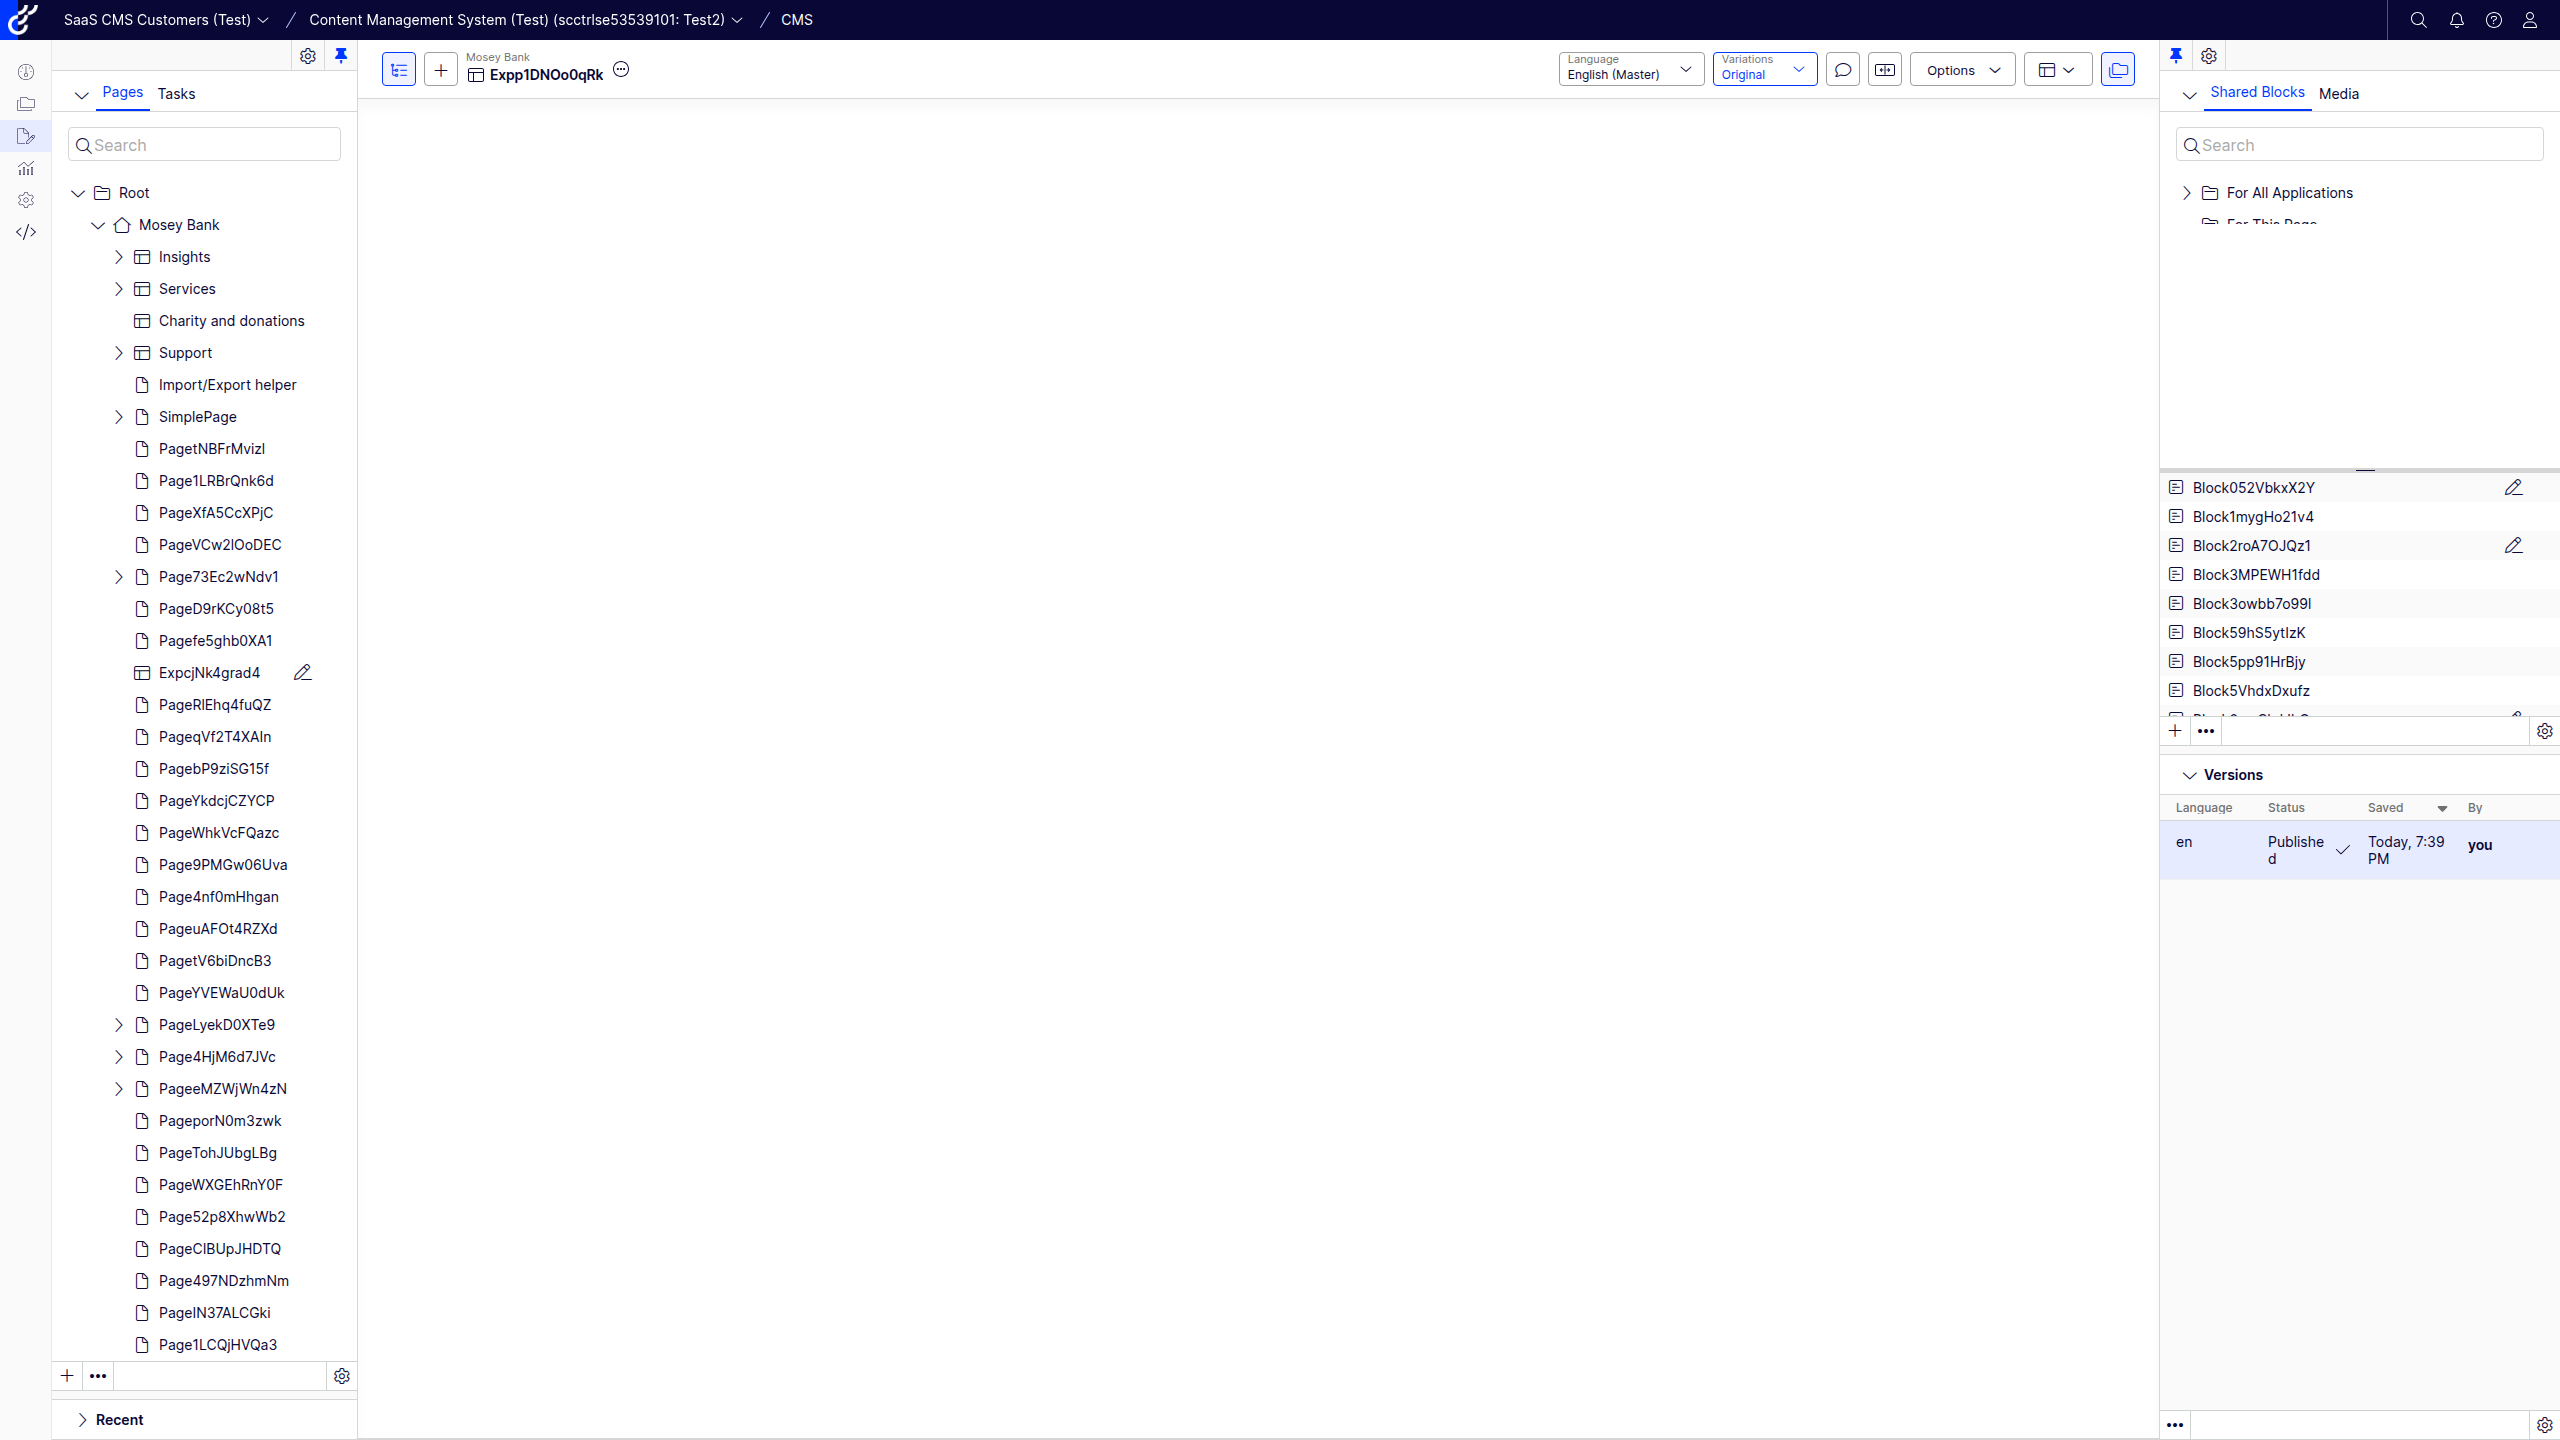 SaaS CMS Customers (Test) / Content Management System (Test) (scctrlse53539101: Test2) / CMS
Pages Tasks
Search
Root
Mosey Bank
Insights
Services
Charity and donations
Support
Import/Export helper
SimplePage
PagetNBFrMvizI
Page1LRBrQnk6d
PageXfA5CcXPjC
PageVCw2IOoDEC
Page73Ec2wNdv1
PageD9rKCy08t5
Pagefe5ghb0XA1
ExpcjNk4grad4
PageRlEhq4fuQZ
PageqVf2T4XAln
PagebP9ziSG15f
PageYkdcjCZYCP
PageWhkVcFQazc
Page9PMGw06Uva
Page4nf0mHhgan
PageuAFOt4RZXd
PagetV6biDncB3
PageYVEWaU0dUk
PageLyekD0XTe9
Page4HjM6d7JVc
PageeMZWjWn4zN
PageporN0m3zwk
PageTohJUbgLBg
PageWXGEhRnY0F
Page52p8XhwWb2
PageClBUpJHDTQ
Page497NDzhmNm
PageIN37ALCGki
Page1LCQjHVQa3
Recent
Mosey Bank
Expp1DNOo0qRk
Language
English (Master)
Variations
Original
Options
Shared Blocks Media
Search
For All Applications
For This Page
Block052VbkxX2Y
Block1mygHo21v4
Block2roA7OJQz1
Block3MPEWH1fdd
Block3owbb7o99l
Block59hS5ytIzK
Block5pp91HrBjy
Block5VhdxDxufz
Versions
Language Status Saved By
en Published Today, 7:39 PM you